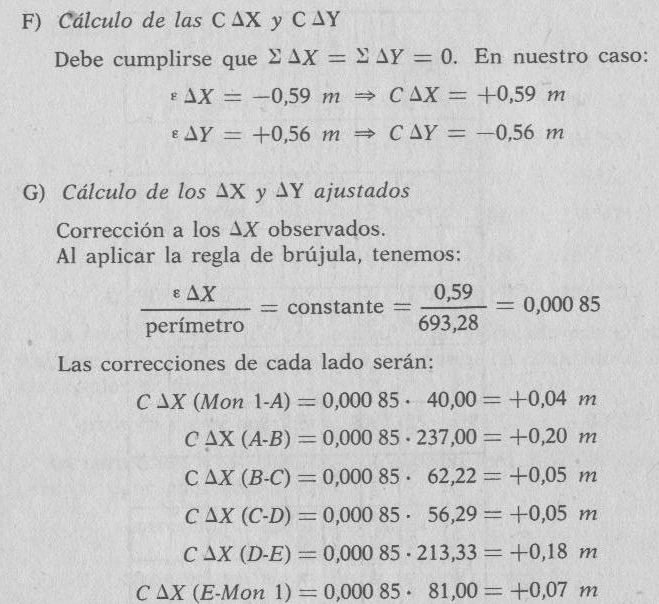 F) Cálculo de las C ΔX y C ΔY
Debe cumplirse que Σ ΔX = Σ ΔY = 0. En nuestro caso:
ε ΔX = −0,59 m ⇒ C ΔX = +0,59 m
ε ΔY = +0,56 m ⇒ C ΔY = −0,56 m
G) Cálculo de los ΔX y ΔY ajustados
Corrección a los ΔX observados.
Al aplicar la regla de brújula, tenemos:
ε ΔX / perímetro = constante = 0,59 / 693,28 = 0,000 85
Las correcciones de cada lado serán:
C ΔX (Mon 1-A) = 0,000 85 · 40,00 = +0,04 m
C ΔX (A-B) = 0,000 85 · 237,00 = +0,20 m
C ΔX (B-C) = 0,000 85 · 62,22 = +0,05 m
C ΔX (C-D) = 0,000 85 · 56,29 = +0,05 m
C ΔX (D-E) = 0,000 85 · 213,33 = +0,18 m
C ΔX (E-Mon 1) = 0,000 85 · 81,00 = +0,07 m